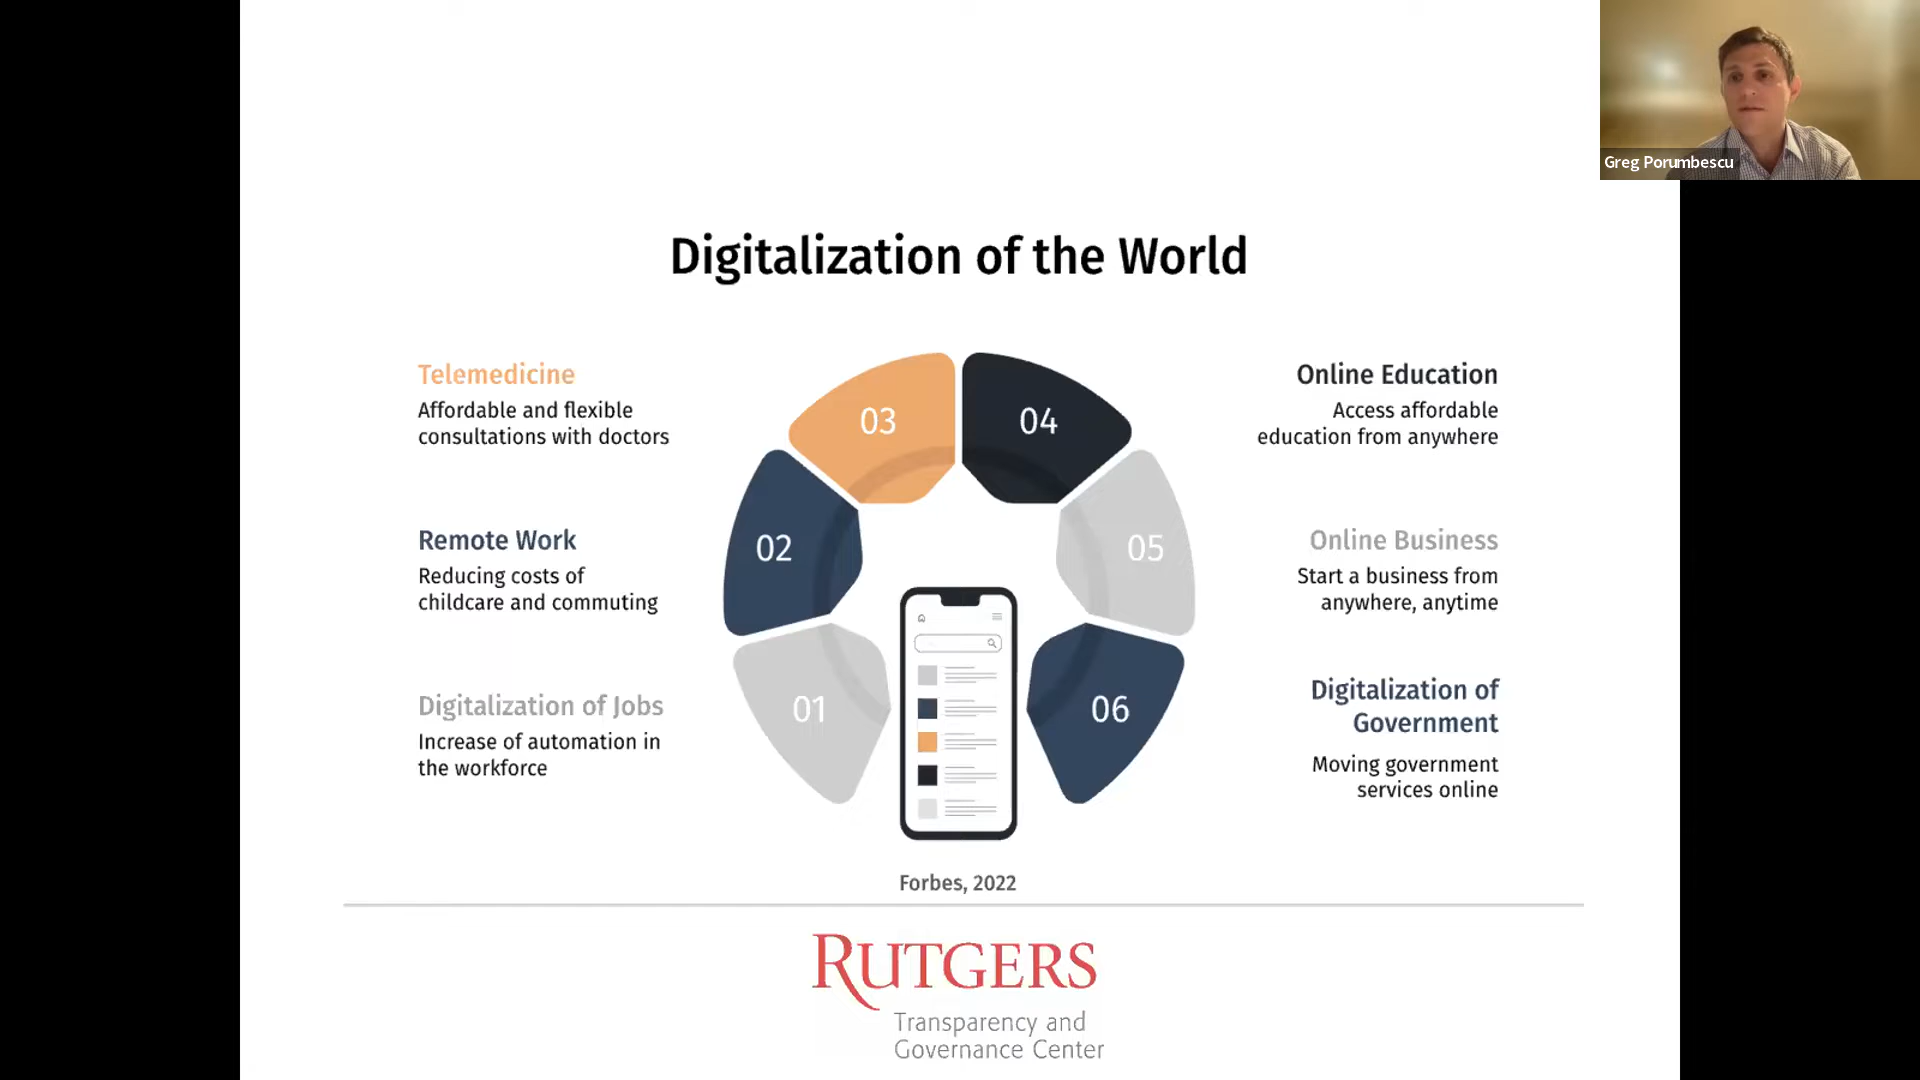 Greg Porumbescu
Digitalization of the World
Telemedicine
Affordable and flexible
consultations with doctors
Remote Work
Reducing costs of
childcare and commuting
Digitalization of Jobs
Increase of automation in
the workforce
03
04
02
05
01
06
Online Education
Access affordable
education from anywhere
Online Business
Start a business from
anywhere, anytime
Digitalization of
Government
Moving government
services online
Forbes, 2022
RUTGERS
Transparency and
Governance Center